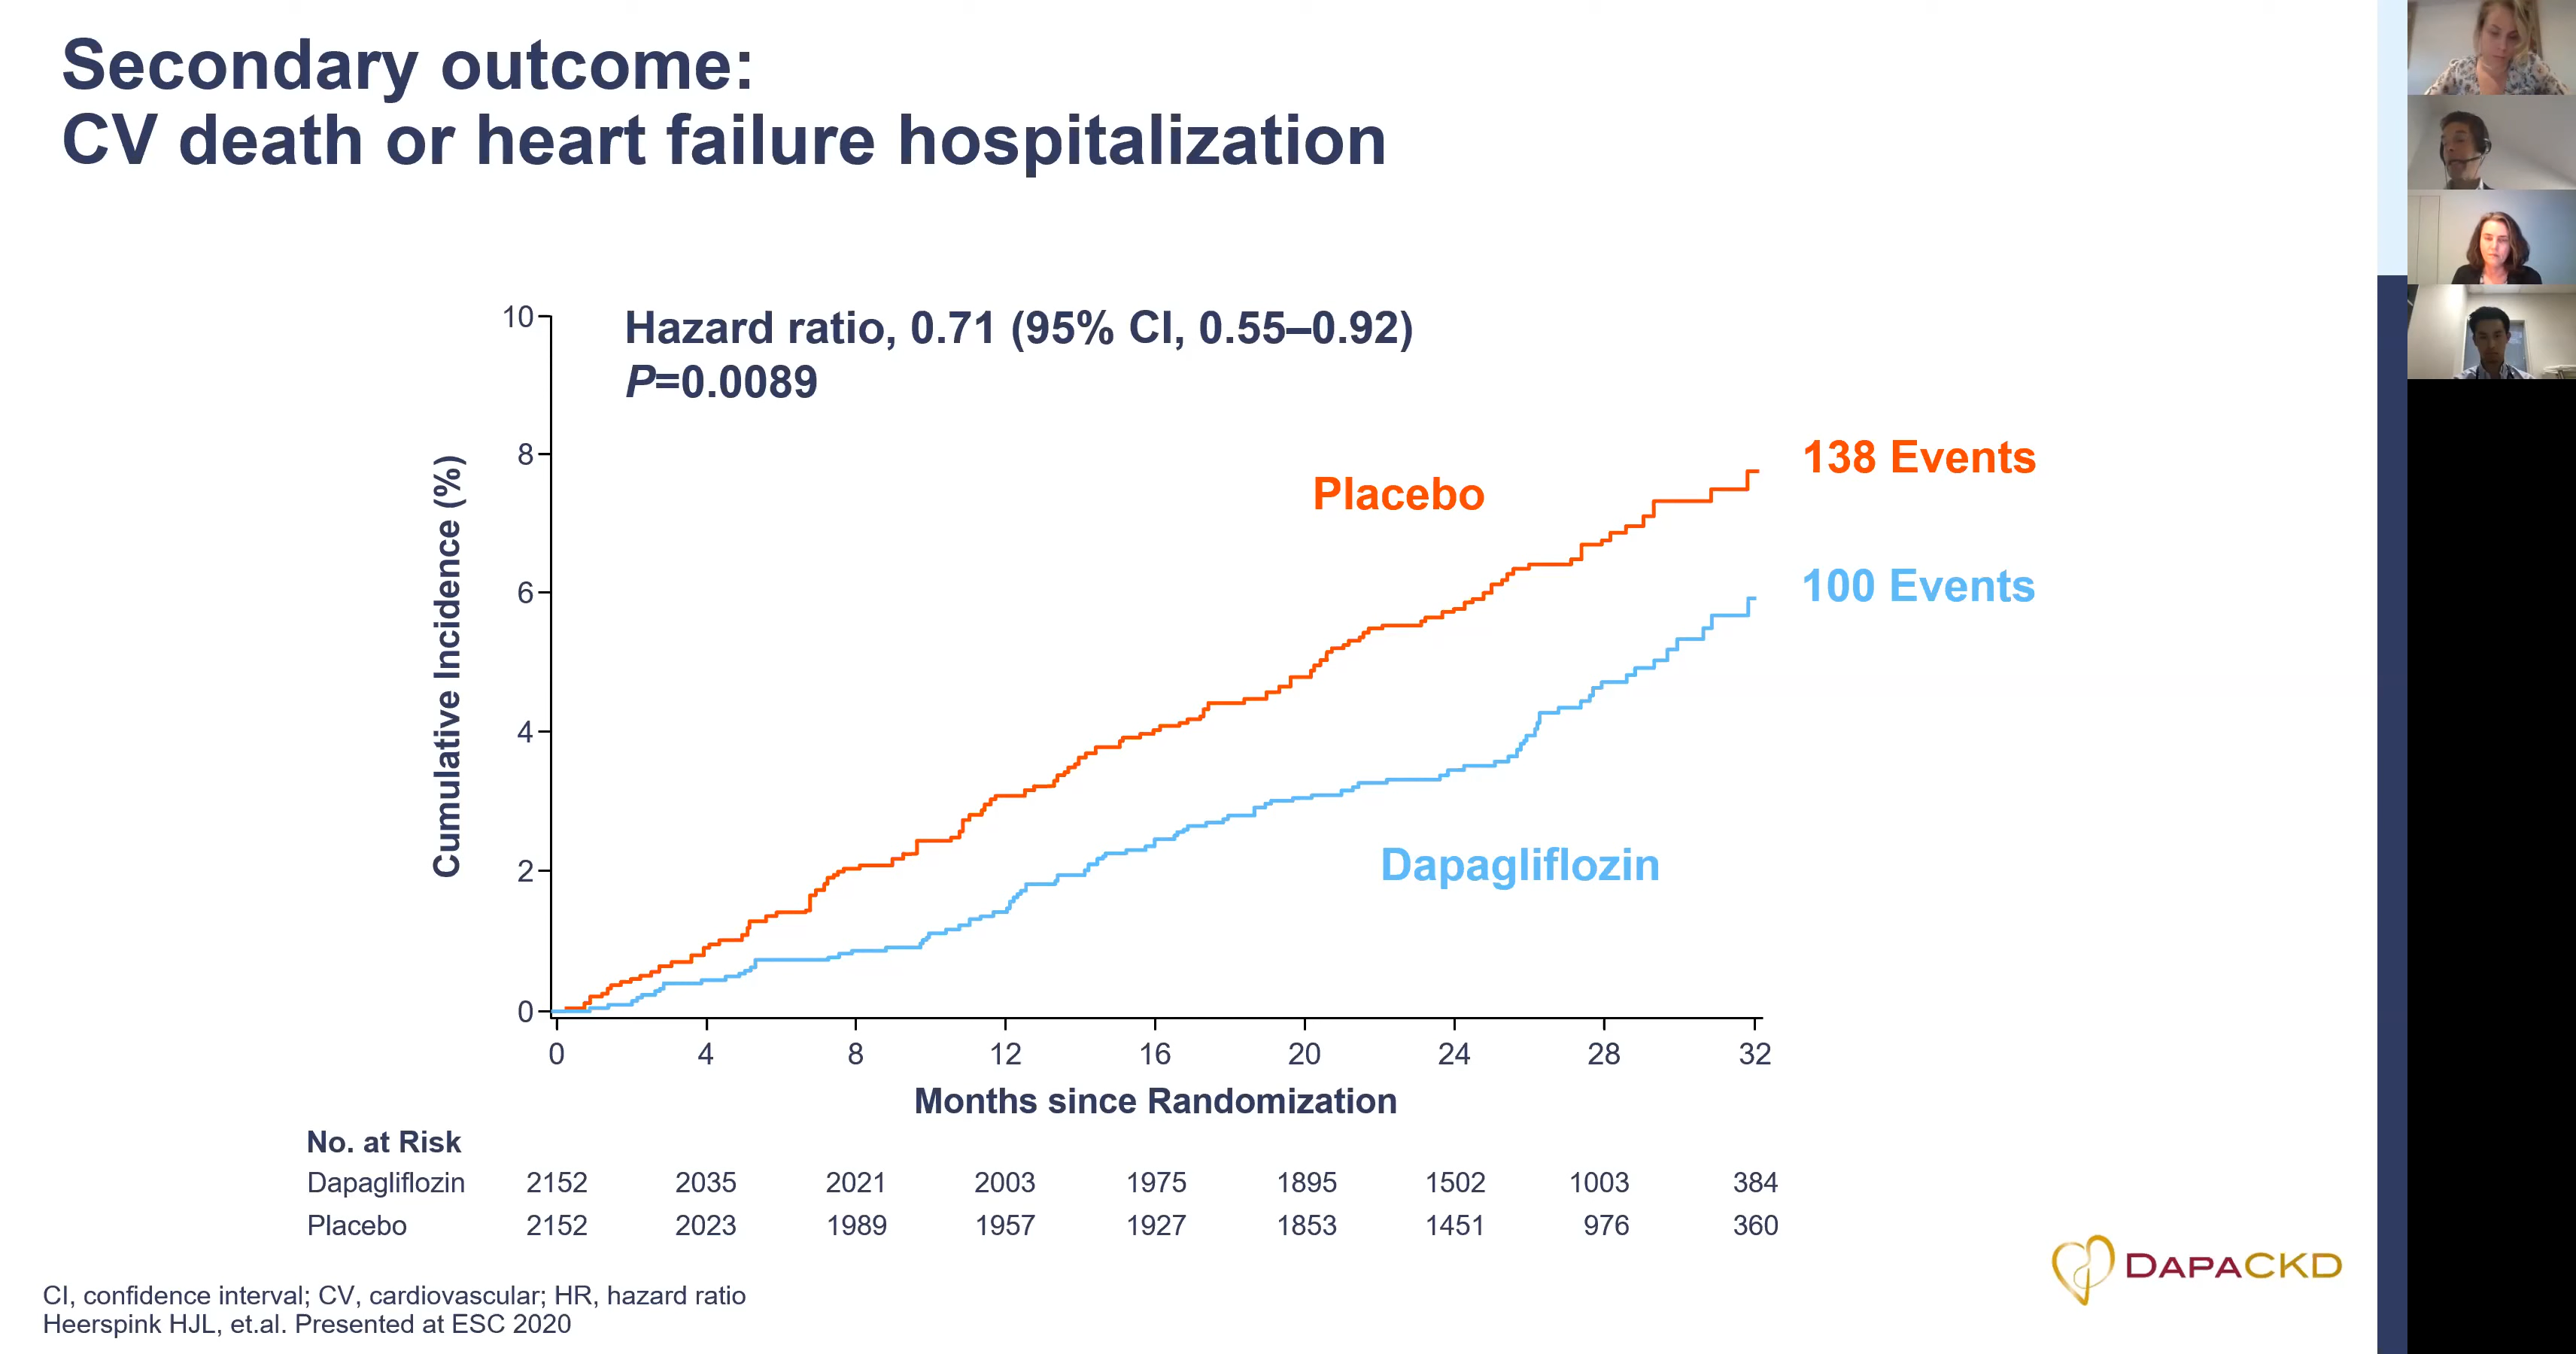 Secondary outcome:
CV death or heart failure hospitalization
Hazard ratio, 0.71 (95% CI, 0.55–0.92)
P=0.0089
10
8
6
4
2
0
Cumulative Incidence (%)
Placebo
138 Events
100 Events
Dapagliflozin
0 4 8 12 16 20 24 28 32
Months since Randomization
No. at Risk
Dapagliflozin 2152 2035 2021 2003 1975 1895 1502 1003 384
Placebo 2152 2023 1989 1957 1927 1853 1451 976 360
DAPACKD
CI, confidence interval; CV, cardiovascular; HR, hazard ratio
Heerspink HJL, et.al. Presented at ESC 2020